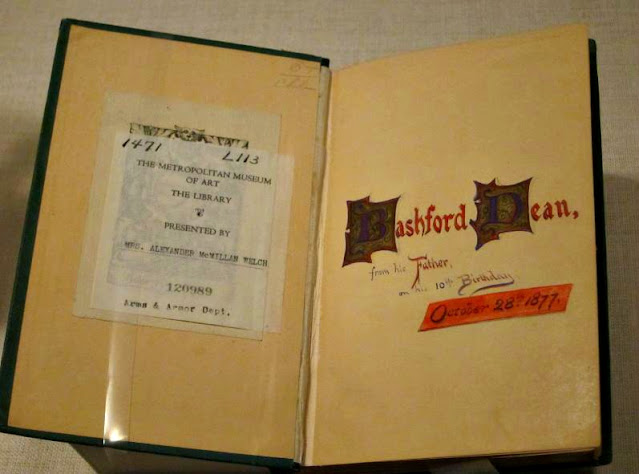 1471 L113
THE METROPOLITAN MUSEUM
OF ART
THE LIBRARY
PRESENTED BY
MRS. ALEXANDER McMILLAN WELCH
120989
Arms & Armor Dept.
Bashford Dean,
from his Father,
on his 10th Birthday
October 28th 1877.